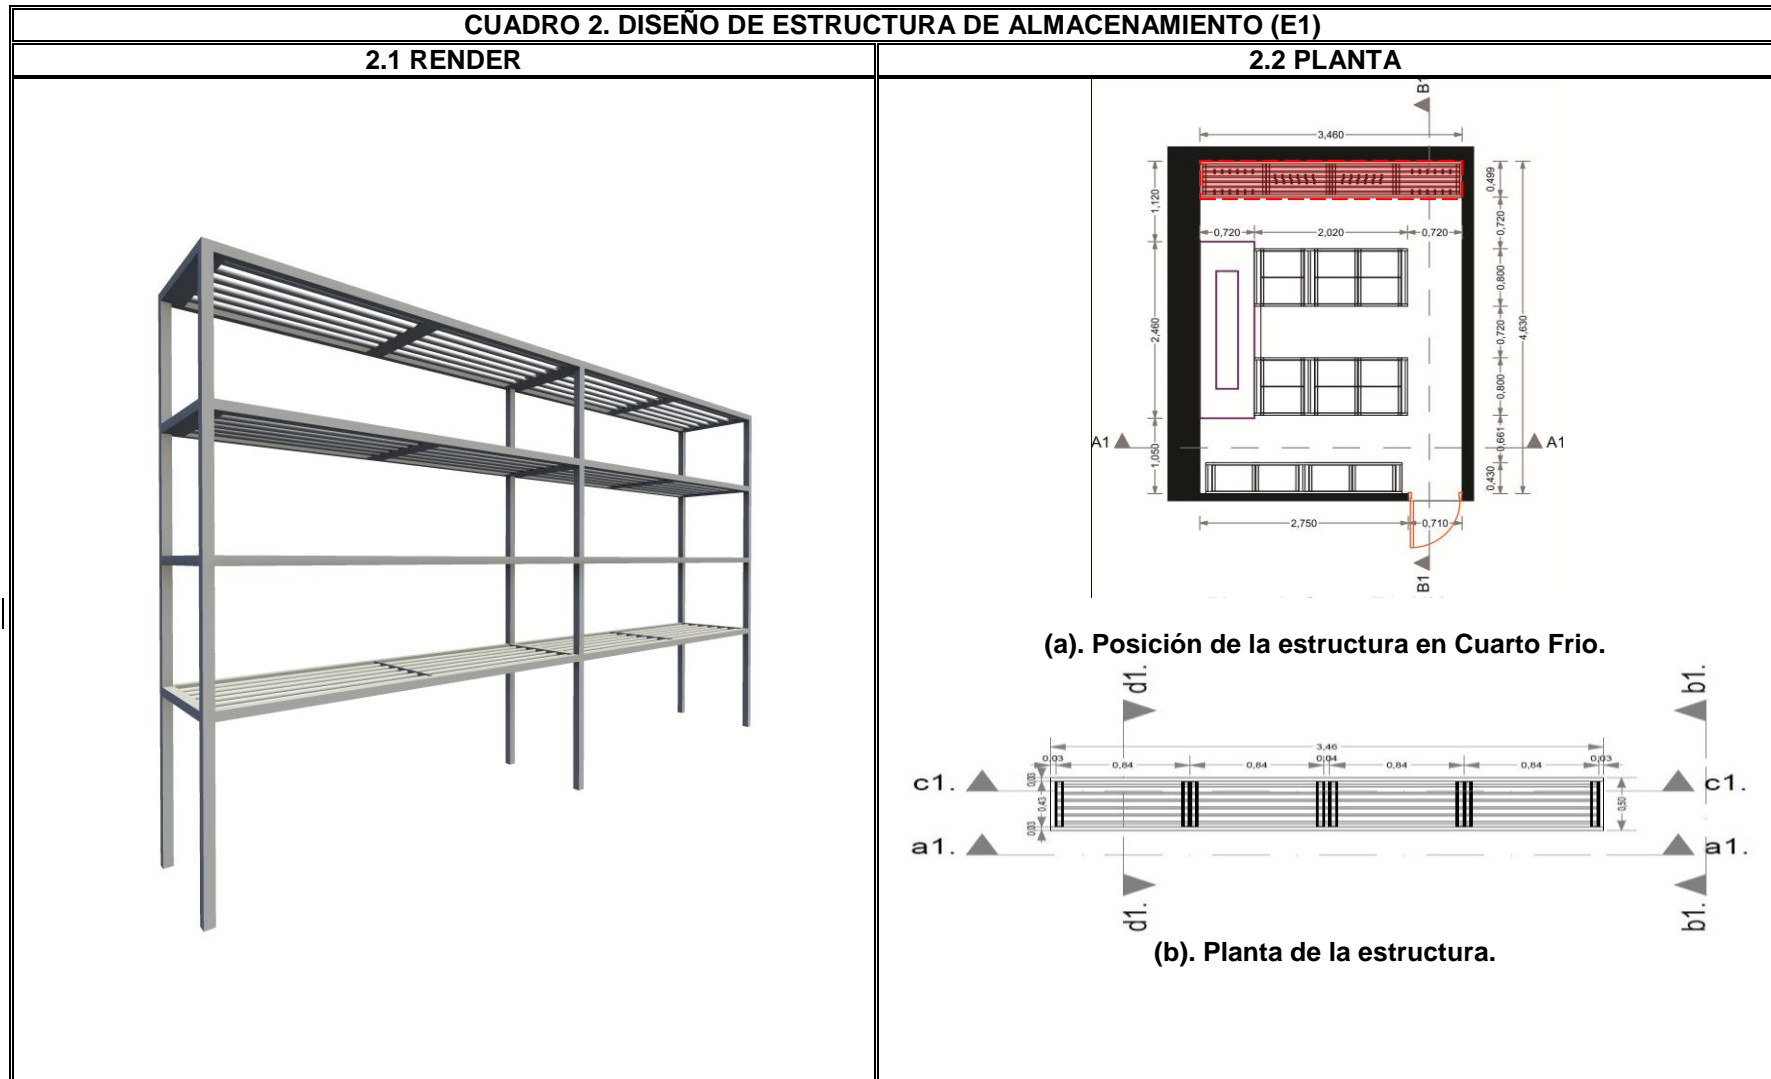 CUADRO 2. DISEÑO DE ESTRUCTURA DE ALMACENAMIENTO (E1)
2.1 RENDER
2.2 PLANTA
B1
3,460
1,120
0,499
0,720
0,720
2,020
0,720
0,800
2,460
0,720
4,630
0,800
A1
A1
0,661
1,050
0,430
2,750
0,710
B1
(a). Posición de la estructura en Cuarto Frio.
d1.
b1.
3,46
0,03
0,84
0,84
0,04
0,84
0,84
0,03
c1.
0,03
0,43
0,50
c1.
0,03
a1.
a1.
d1.
b1.
(b). Planta de la estructura.